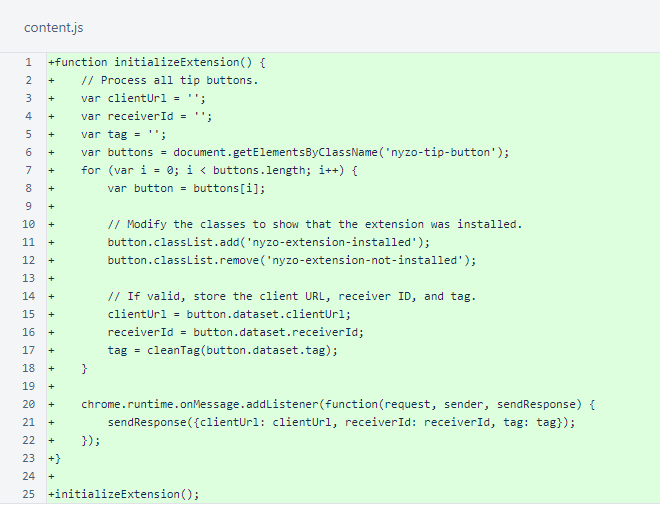 content.js
1 +function initializeExtension() {
2 +    // Process all tip buttons.
3 +    var clientUrl = '';
4 +    var receiverId = '';
5 +    var tag = '';
6 +    var buttons = document.getElementsByClassName('nyzo-tip-button');
7 +    for (var i = 0; i < buttons.length; i++) {
8 +        var button = buttons[i];
9 +
10 +        // Modify the classes to show that the extension was installed.
11 +        button.classList.add('nyzo-extension-installed');
12 +        button.classList.remove('nyzo-extension-not-installed');
13 +
14 +        // If valid, store the client URL, receiver ID, and tag.
15 +        clientUrl = button.dataset.clientUrl;
16 +        receiverId = button.dataset.receiverId;
17 +        tag = cleanTag(button.dataset.tag);
18 +    }
19 +
20 +    chrome.runtime.onMessage.addListener(function(request, sender, sendResponse) {
21 +        sendResponse({clientUrl: clientUrl, receiverId: receiverId, tag: tag});
22 +    });
23 +}
24 +
25 +initializeExtension();